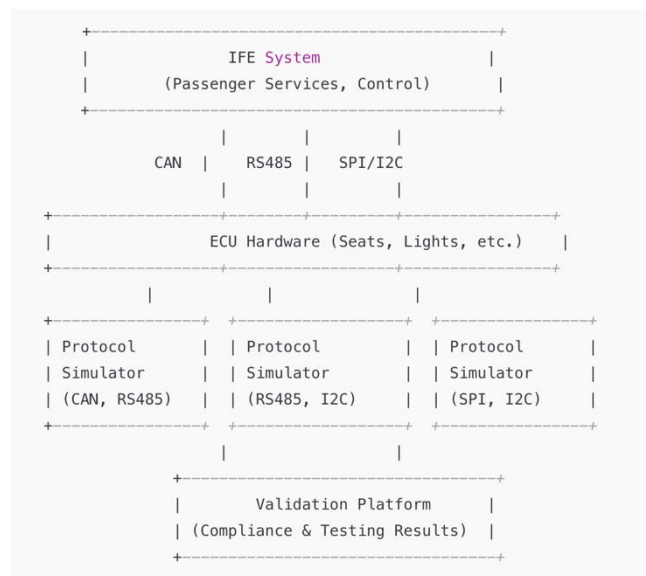 IFE System
(Passenger Services, Control)
CAN RS485 SPI/I2C
ECU Hardware (Seats, Lights, etc.)
Protocol Protocol Protocol
Simulator Simulator Simulator
(CAN, RS485) (RS485, I2C) (SPI, I2C)
Validation Platform
(Compliance & Testing Results)